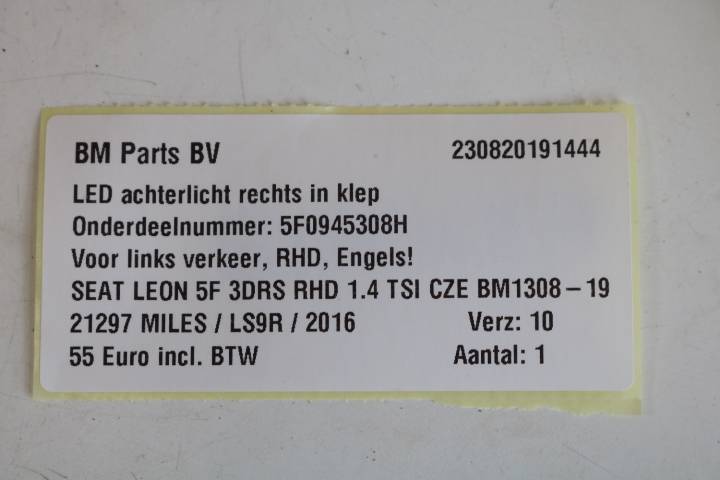 BM Parts BV 230820191444
LED achterlicht rechts in klep
Onderdeelnummer: 5F0945308H
Voor links verkeer, RHD, Engels!
SEAT LEON 5F 3DRS RHD 1.4 TSI CZE BM1308-19
21297 MILES / LS9R / 2016 Verz: 10
55 Euro incl. BTW Aantal: 1